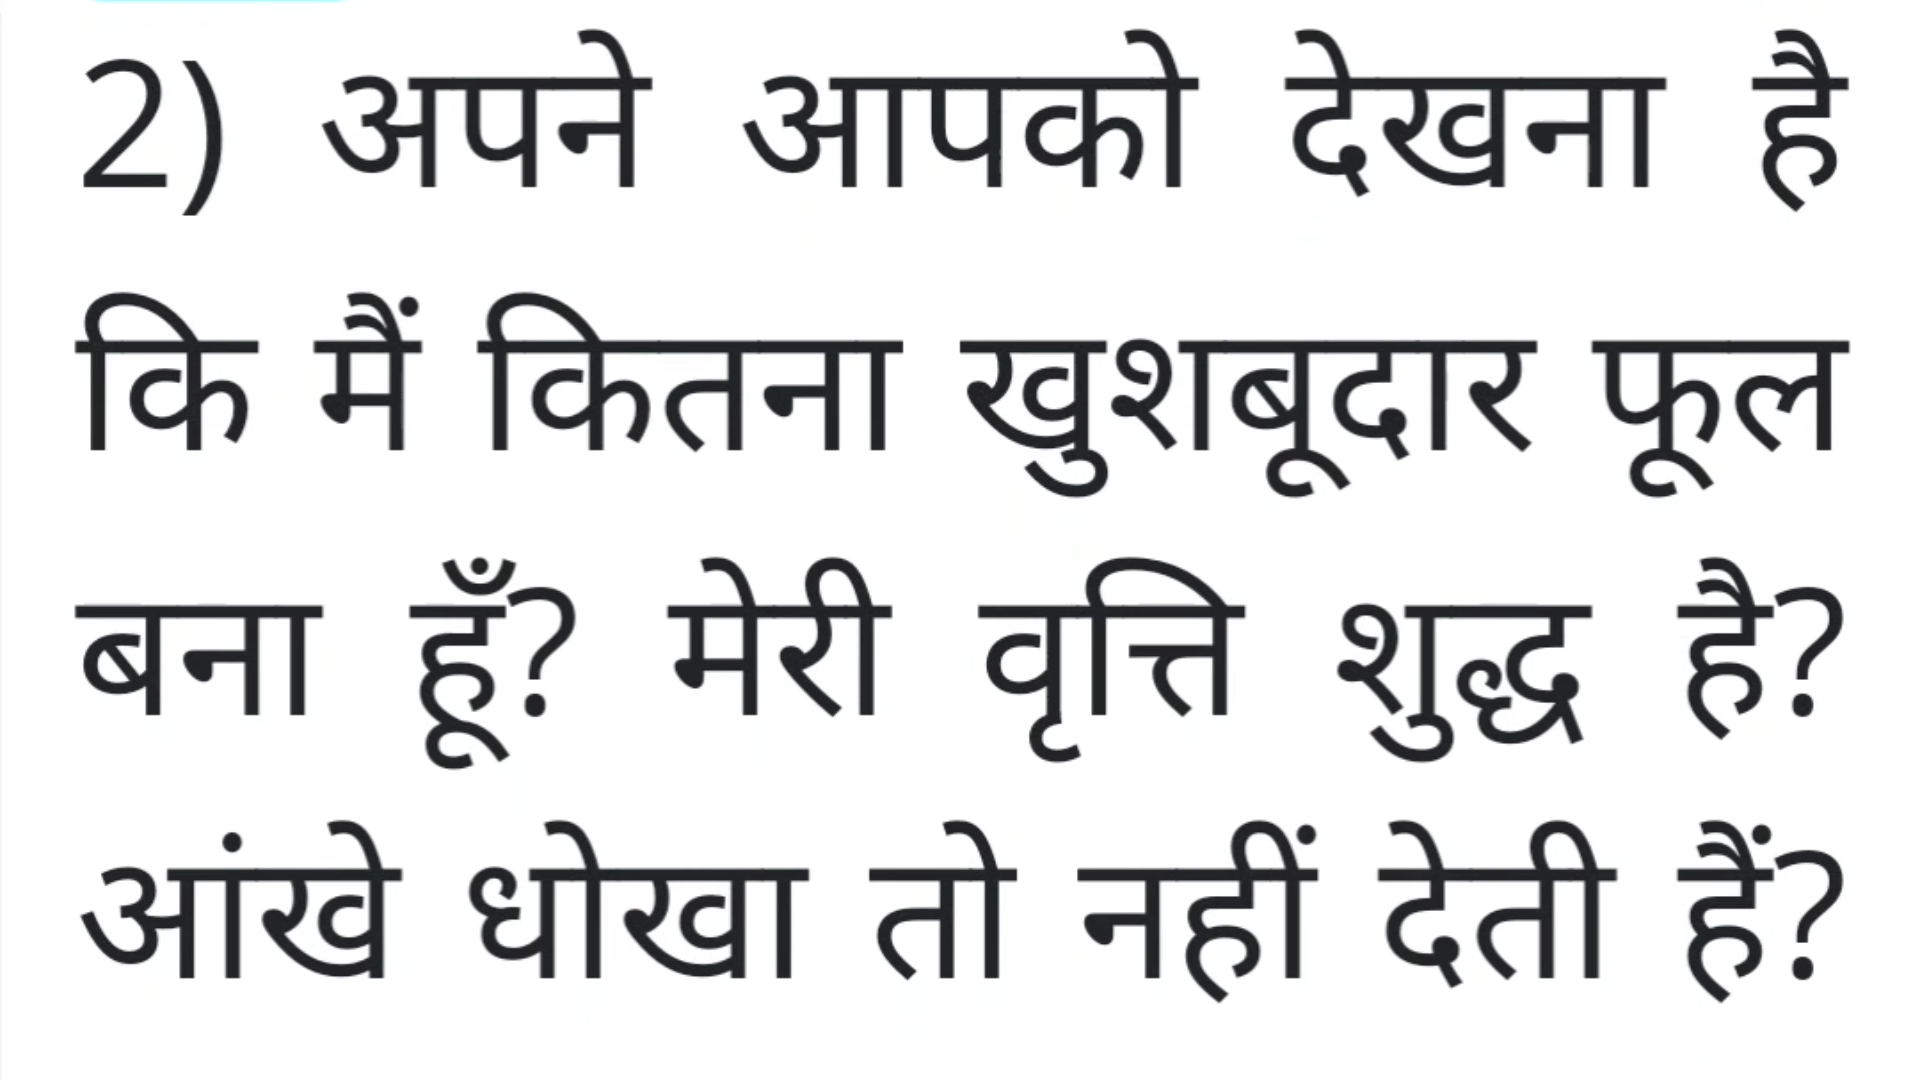 2) अपने आपको देखना है
कि मैं कितना खुशबूदार फूल
बना हूँ? मेरी वृत्ति शुद्ध है?
आंखे धोखा तो नहीं देती हैं?